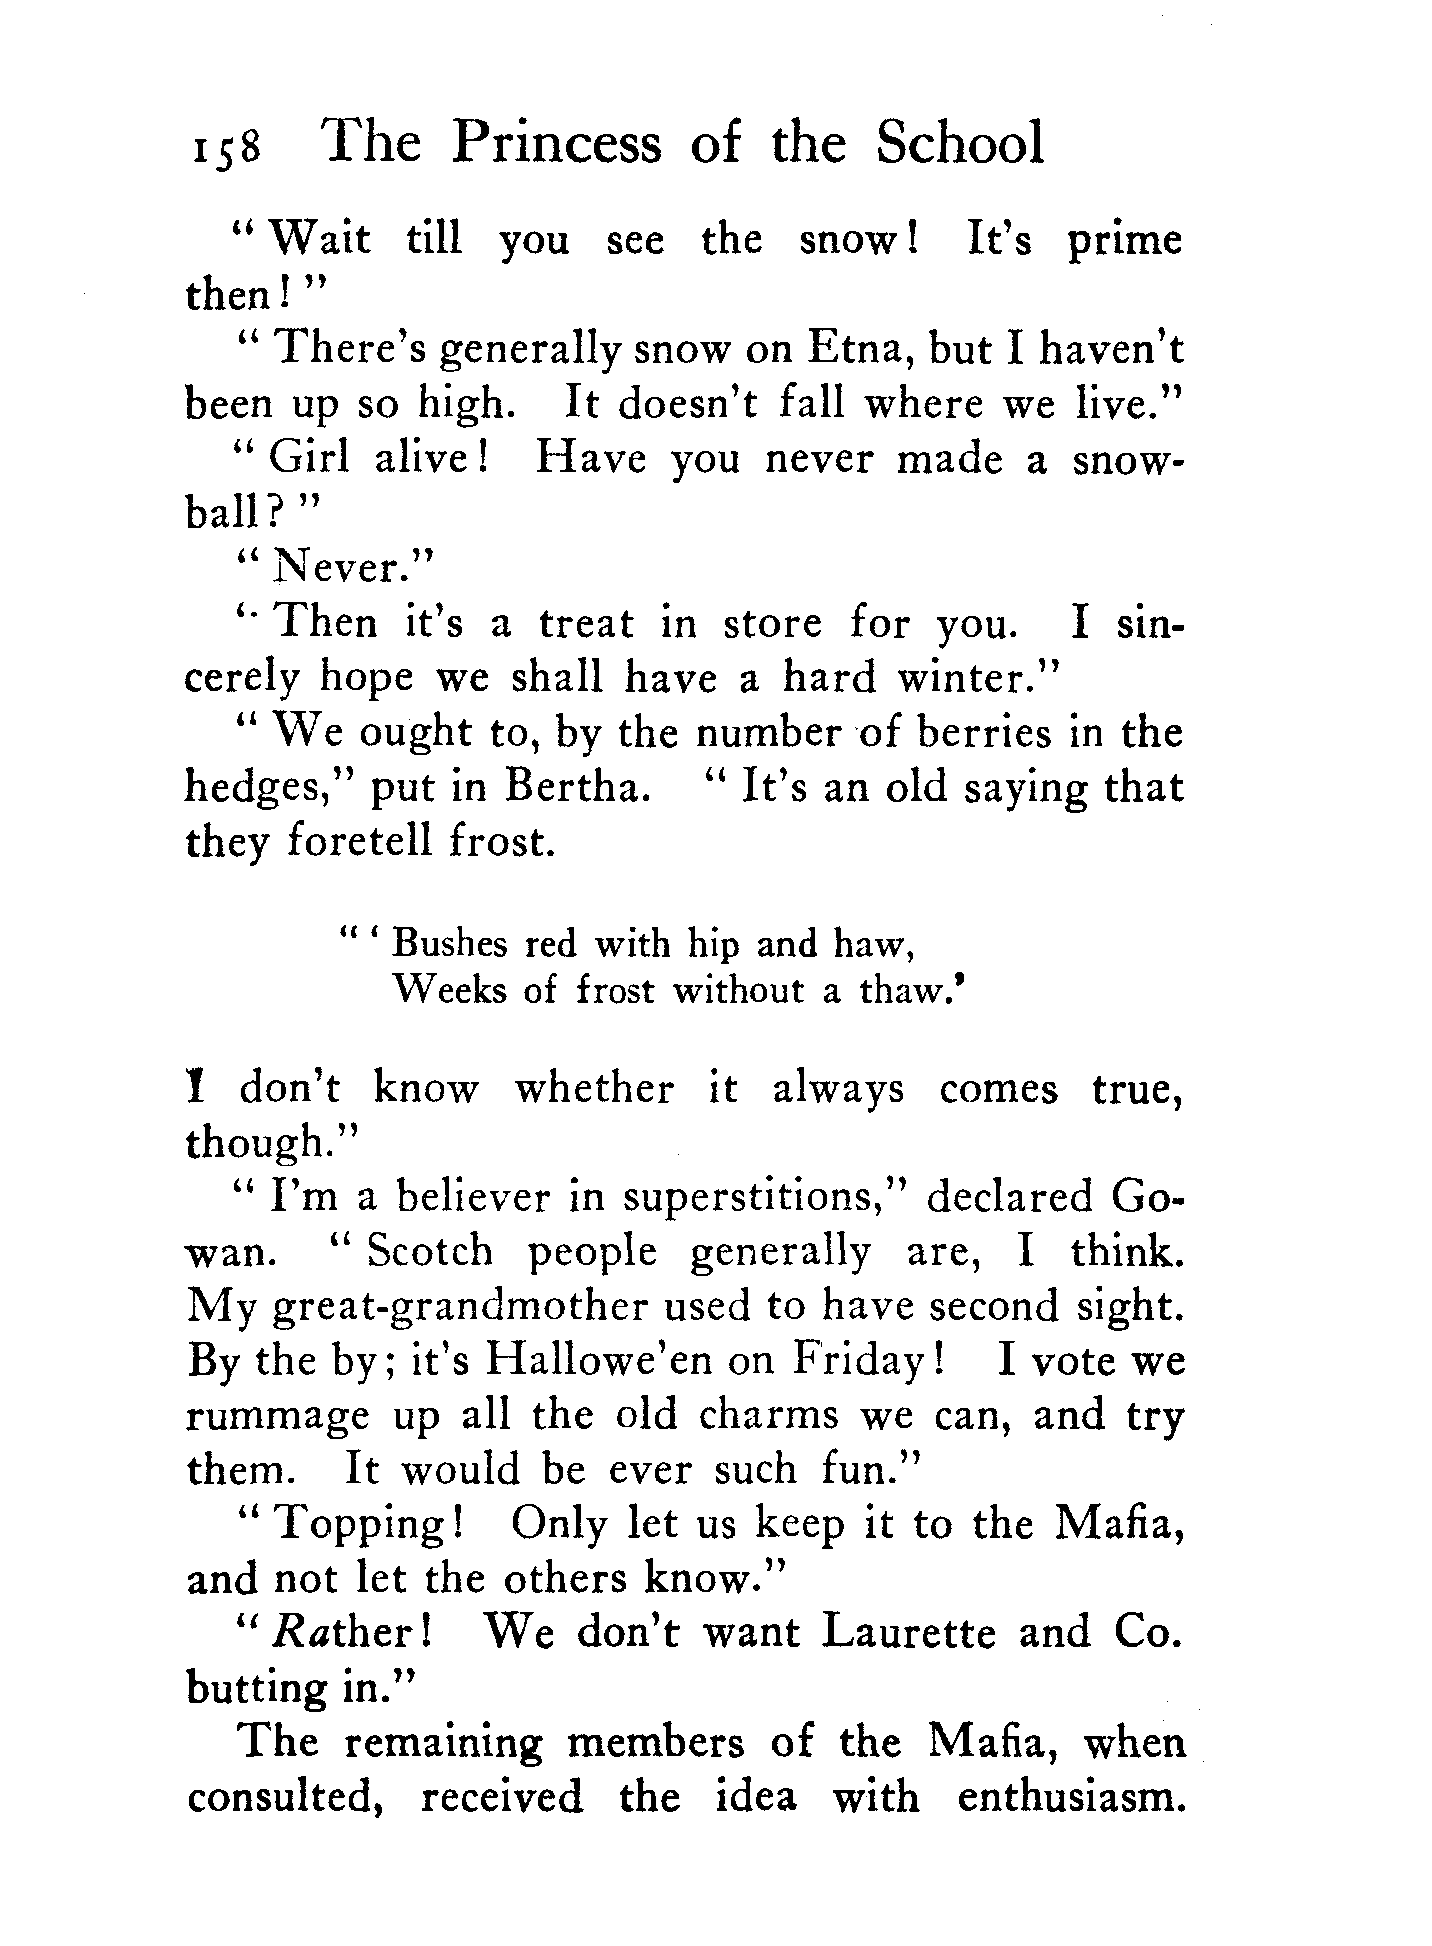 158 The Princess of the School
“ Wait till you see the snow! It's prime
then! ”
“ There's generally snow on Etna, but I haven't
been up so high. It doesn't fall where we live.”
“ Girl alive! Have you never made a snow-
ball? ”
“ Never.”
“ Then it's a treat in store for you. I sin-
cerely hope we shall have a hard winter.”
“ We ought to, by the number of berries in the
hedges,” put in Bertha. “ It's an old saying that
they foretell frost.
“ ‘ Bushes red with hip and haw,
Weeks of frost without a thaw.’
I don't know whether it always comes true,
though.”
“ I'm a believer in superstitions,” declared Go-
wan. “ Scotch people generally are, I think.
My great-grandmother used to have second sight.
By the by; it's Hallowe'en on Friday! I vote we
rummage up all the old charms we can, and try
them. It would be ever such fun.”
“ Topping! Only let us keep it to the Mafia,
and not let the others know.”
“ Rather! We don't want Laurette and Co.
butting in.”
The remaining members of the Mafia, when
consulted, received the idea with enthusiasm.